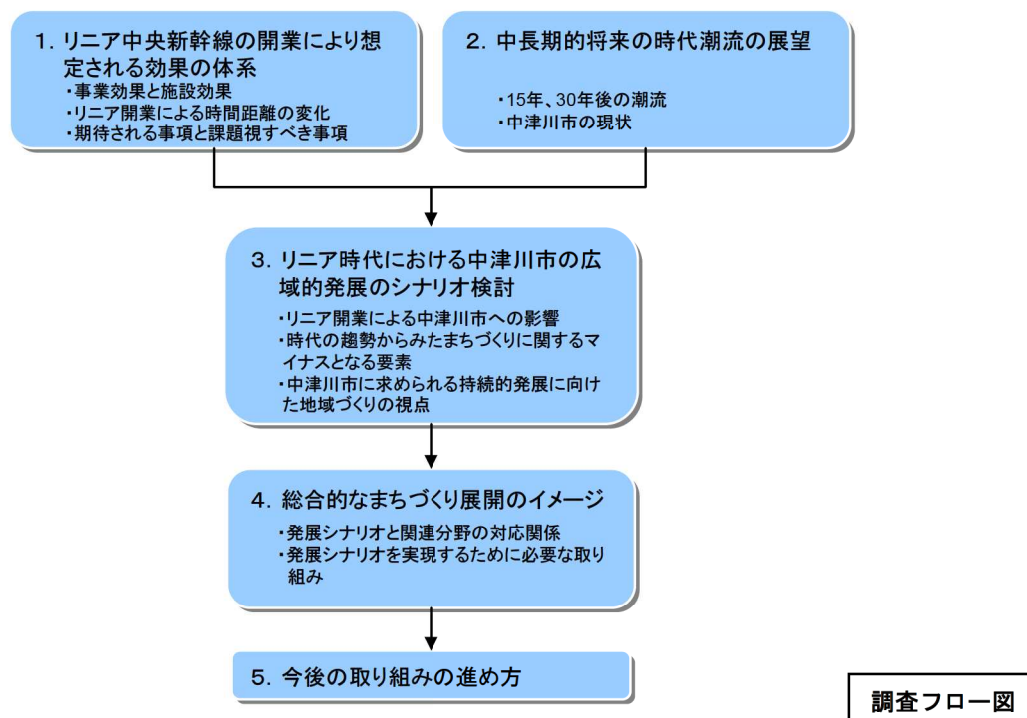 1．リニア中央新幹線の開業により想
定される効果の体系
・事業効果と施設効果
・リニア開業による時間距離の変化
・期待される事項と課題視すべき事項
2．中長期的将来の時代潮流の展望
・15年、30年後の潮流
・中津川市の現状
3．リニア時代における中津川市の広
域的発展のシナリオ検討
・リニア開業による中津川市への影響
・時代の趨勢からみたまちづくりに関するマ
イナスとなる要素
・中津川市に求められる持続的発展に向け
た地域づくりの視点
4．総合的なまちづくり展開のイメージ
・発展シナリオと関連分野の対応関係
・発展シナリオを実現するために必要な取り
組み
5．今後の取り組みの進め方
調査フロー図